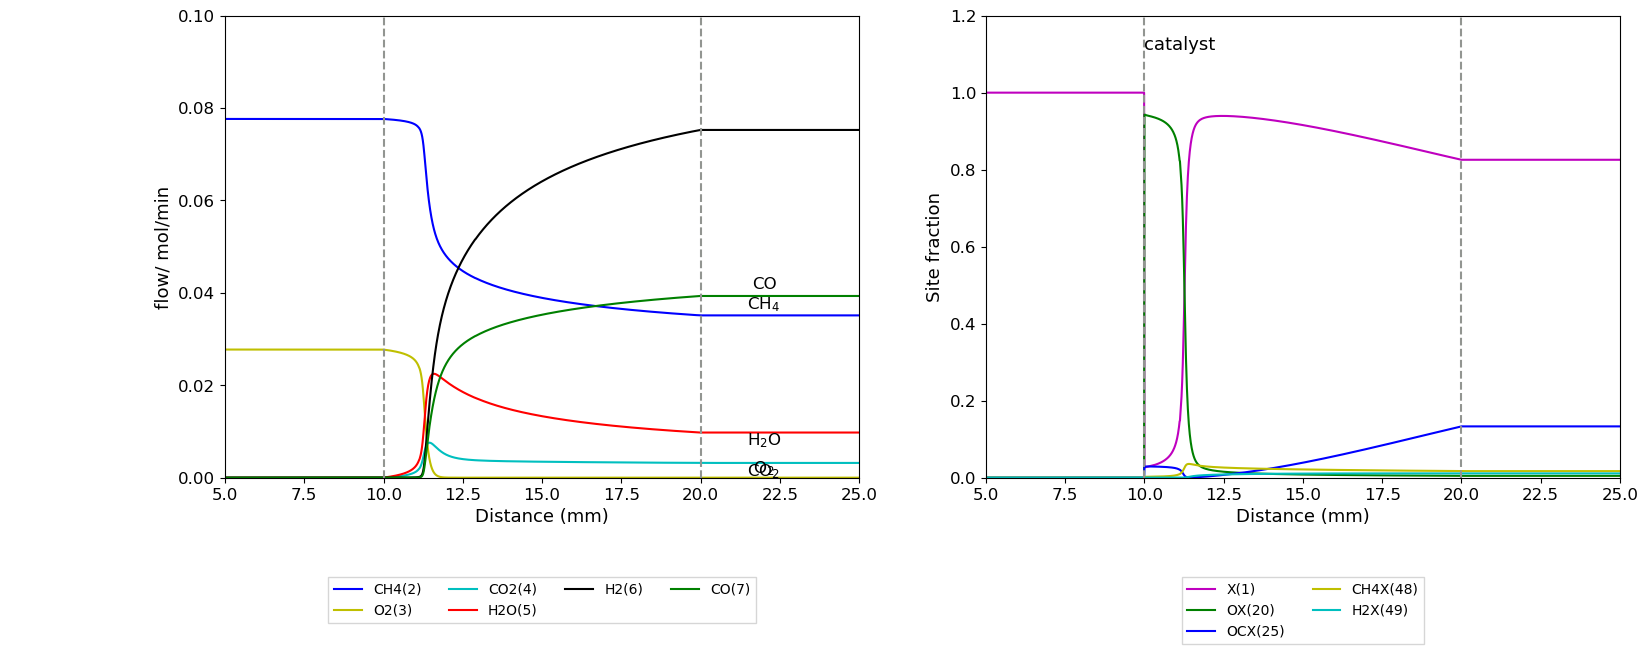 0.10
0.08
0.06
0.04
0.02
0.00
flow/ mol/min
CO
CH₄
H₂O
O₂
CO₂
5.0 7.5 10.0 12.5 15.0 17.5 20.0 22.5 25.0
Distance (mm)
CH4(2) CO2(4) H2(6) CO(7)
O2(3) H2O(5)
1.2
1.0
0.8
0.6
0.4
0.2
0.0
Site fraction
catalyst
5.0 7.5 10.0 12.5 15.0 17.5 20.0 22.5 25.0
Distance (mm)
X(1) CH4X(48)
OX(20) H2X(49)
OCX(25)